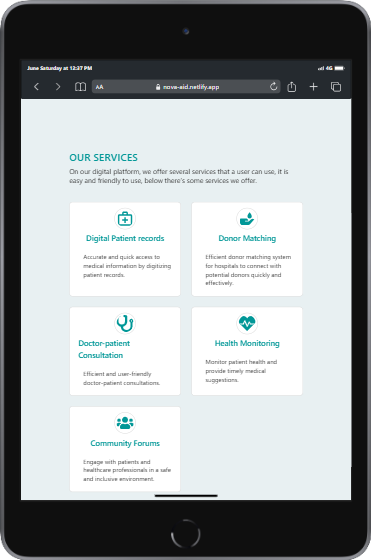 June Saturday at 13:37 PM
4G
AA
nova-aid.netlify.app
OUR SERVICES
On our digital platform, we offer several services that a user can use, it is
easy and friendly to use, below there's some services we offer.
Digital Patient records
Accurate and quick access to
medical information by digitizing
patient records.
Donor Matching
Efficient donor matching system
for hospitals to connect with
potential donors quickly and
effectively.
Doctor-patient
Consultation
Efficient and user-friendly
doctor-patient consultations.
Health Monitoring
Monitor patient health and
provide timely medical
suggestions.
Community Forums
Engage with patients and
healthcare professionals in a safe
and inclusive environment.